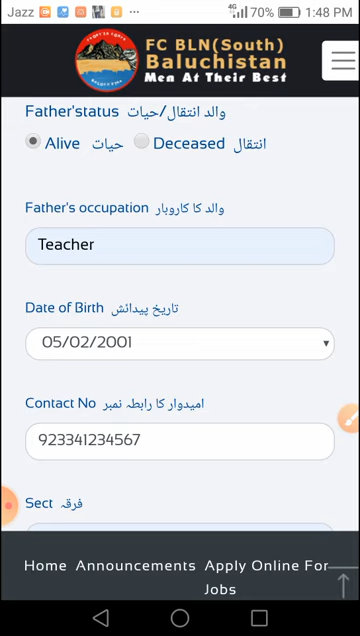 Jazz 4G 70% 1:48 PM
FC BLN(South)
Baluchistan
Men At Their Best
Father'status والد انتقال/حیات
Alive حیات Deceased انتقال
Father's occupation والد کا کاروبار
Teacher
Date of Birth تاریخ پیدائش
05/02/2001
Contact No امیدوار کا رابطہ نمبر
923341234567
Sect فرقہ
Home Announcements Apply Online For
Jobs